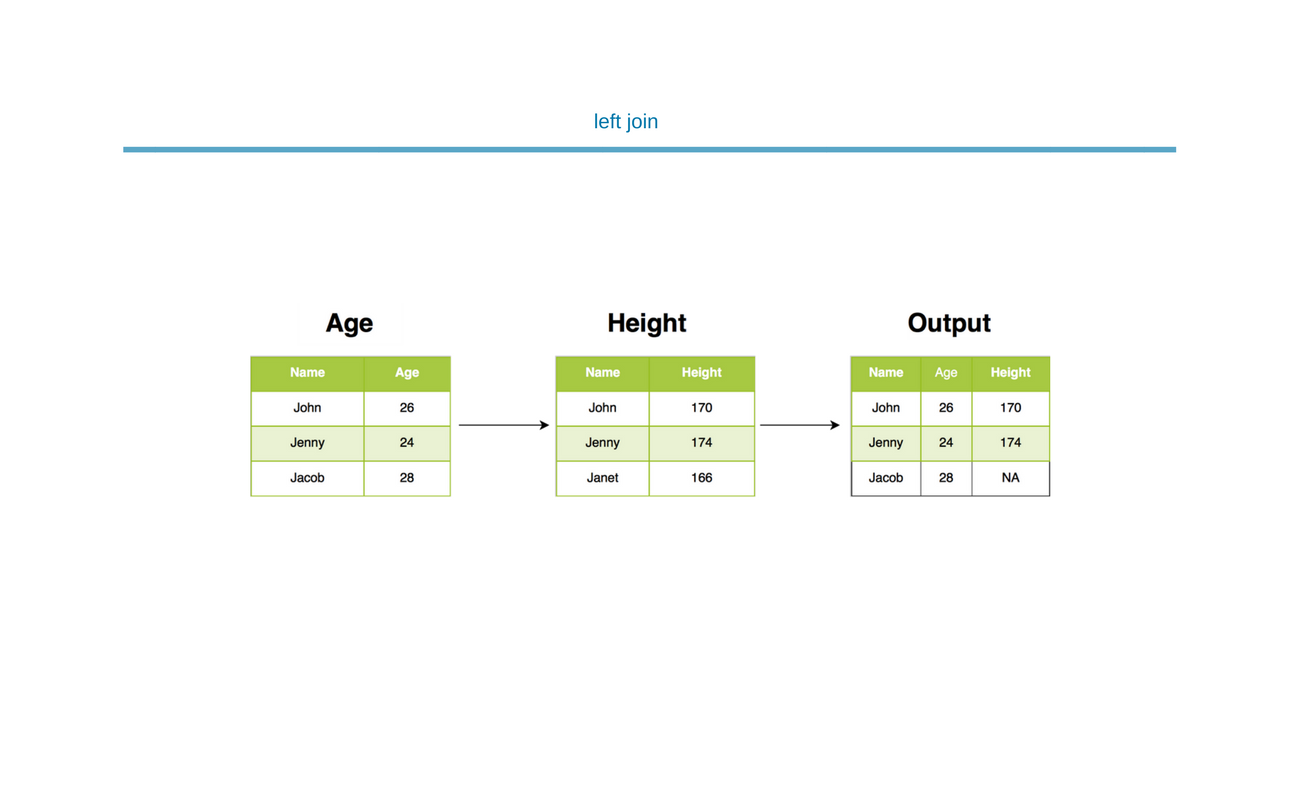 left join
Age Height Output
Name Age Name Height Name Age Height
John 26 John 170 John 26 170
Jenny 24 Jenny 174 Jenny 24 174
Jacob 28 Janet 166 Jacob 28 NA